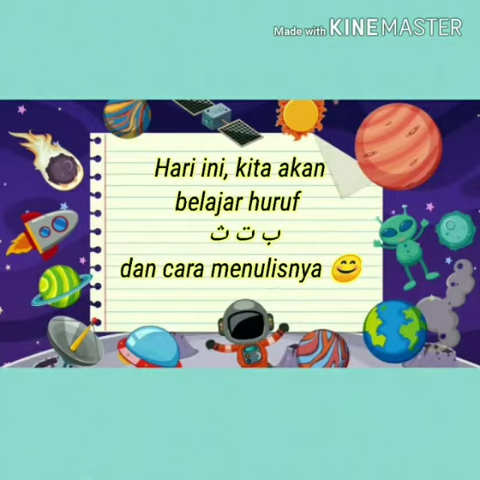 Made with KINEMASTER
Hari ini, kita akan
belajar huruf
ب ت ث
dan cara menulisnya 😊